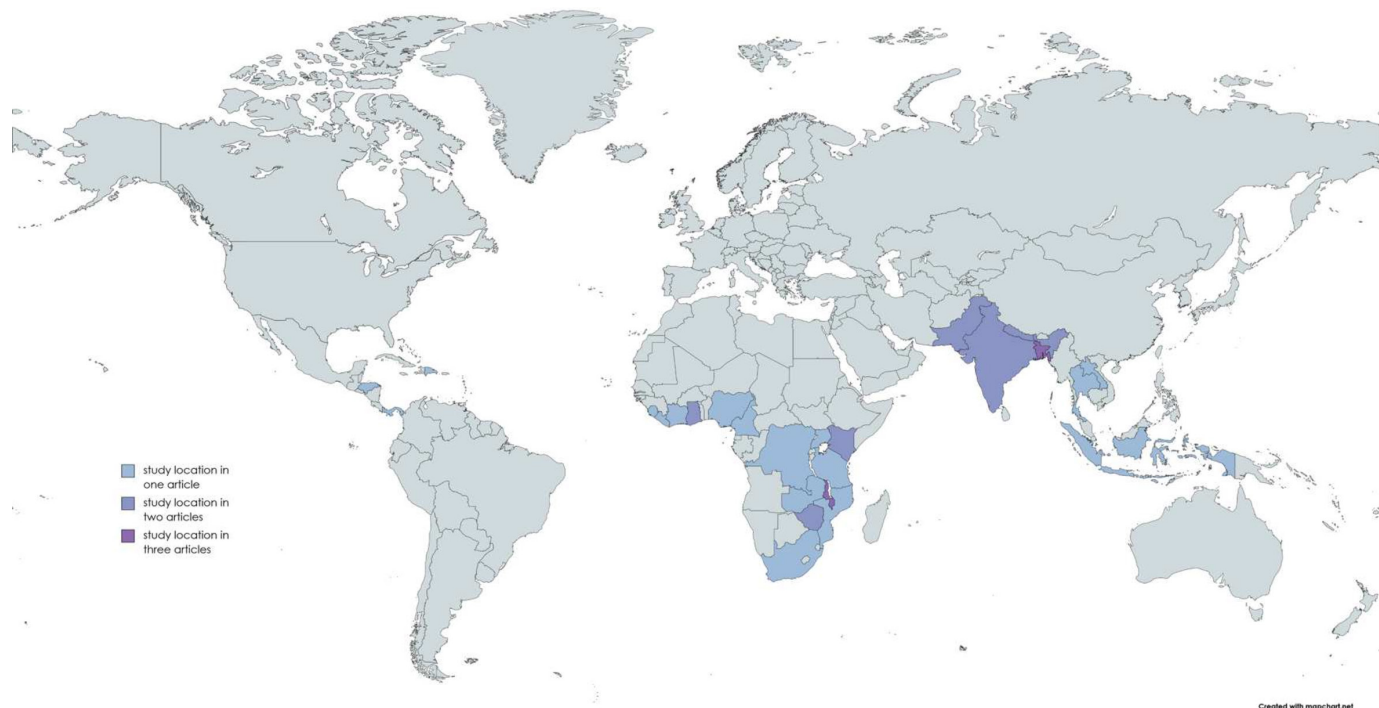 study location in
one article
study location in
two articles
study location in
three articles
Created with mapchart.net